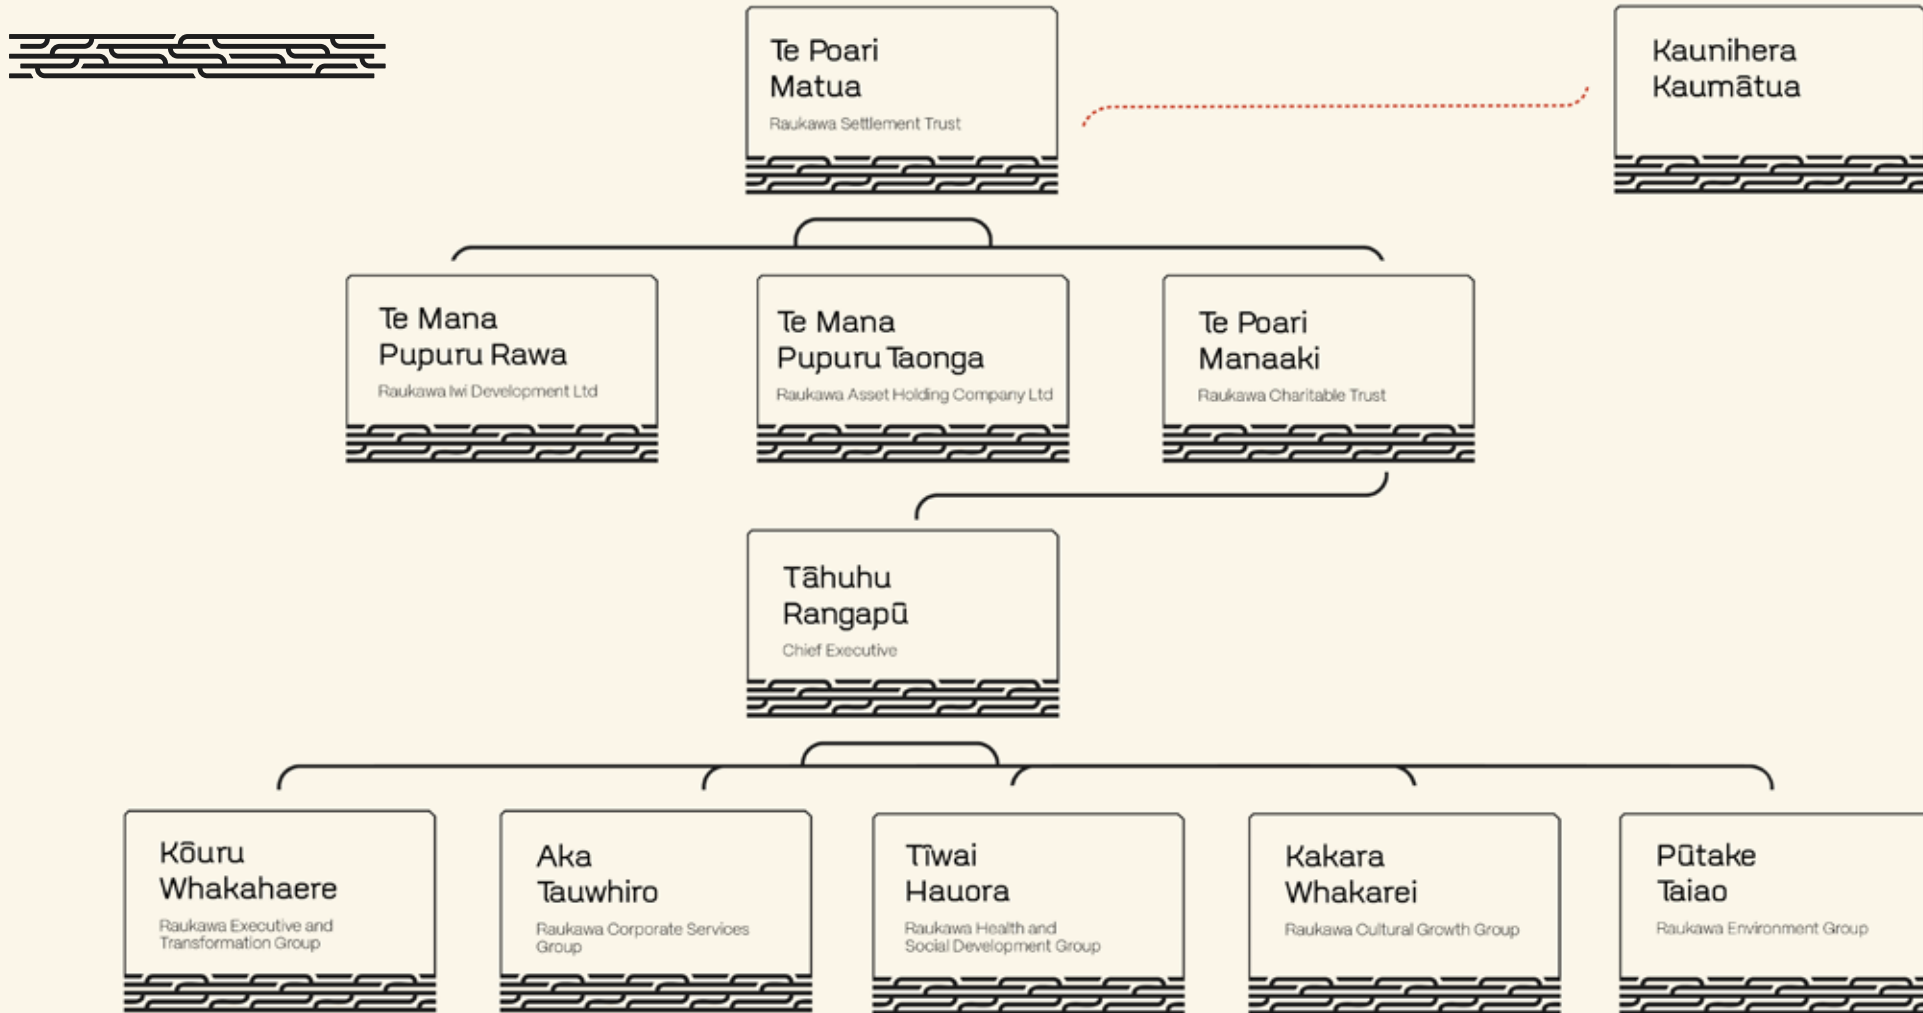 Te Poari
Matua
Raukawa Settlement Trust
Kaunihera
Kaumātua
Te Mana
Pupuru Rawa
Raukawa Iwi Development Ltd
Te Mana
Pupuru Taonga
Raukawa Asset Holding Company Ltd
Te Poari
Manaaki
Raukawa Charitable Trust
Tāhuhu
Rangapū
Chief Executive
Kōuru
Whakahaere
Raukawa Executive and
Transformation Group
Aka
Tauwhiro
Raukawa Corporate Services
Group
Tīwai
Hauora
Raukawa Health and
Social Development Group
Kakara
Whakarei
Raukawa Cultural Growth Group
Pūtake
Taiao
Raukawa Environment Group